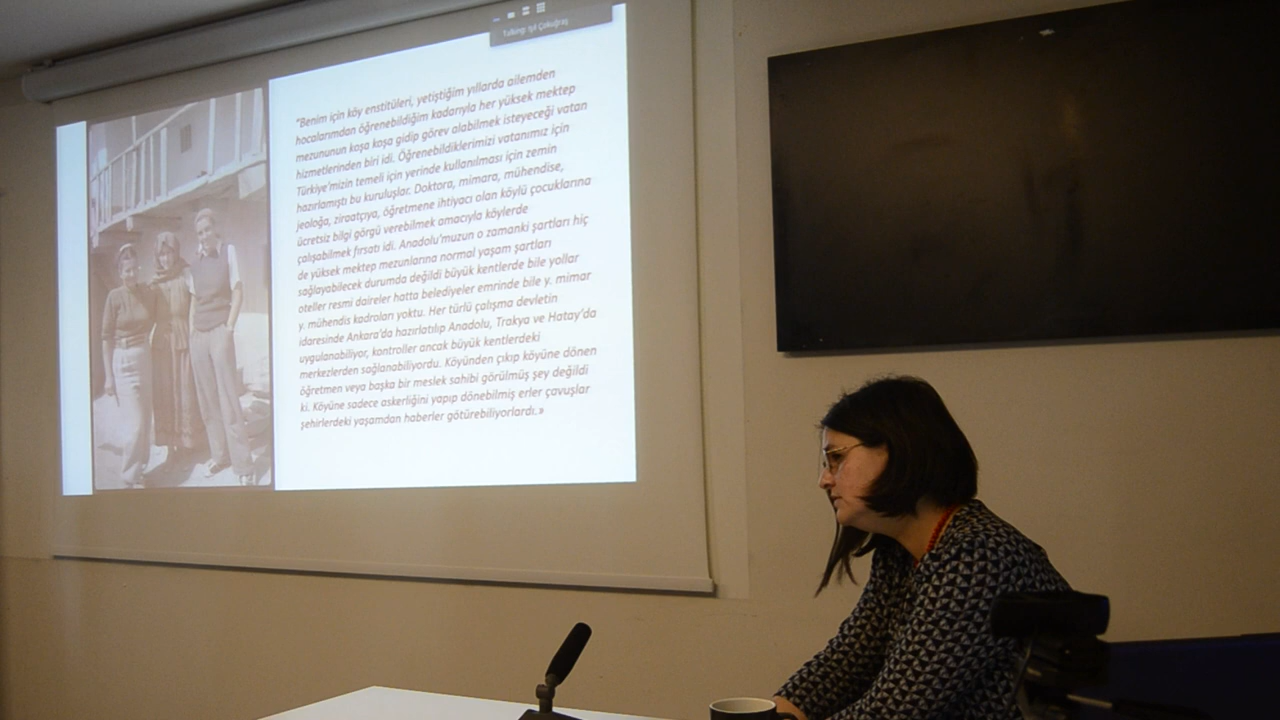 Talking: Işıl Çokuğraş
"Benim için köy enstitüleri, yetiştiğim yıllarda ailemden
hocalarımdan öğrenebildiğim kadarıyla her yüksek mektep
mezununun koşa koşa gidip görev alabilmek isteyeceği vatan
hizmetlerinden biri idi. Öğrenebildiklerimizi vatanımız için
Türkiye'mizin temeli için yerinde kullanılması için zemin
hazırlamıştı bu kuruluşlar. Doktora, mimara, mühendise,
jeoloğa, ziraatçıya, öğretmene ihtiyacı olan köylü çocuklarına
ücretsiz bilgi görgü verebilmek amacıyla köylerde
çalışabilmek fırsatı idi. Anadolu'muzun o zamanki şartları hiç
de yüksek mektep mezunlarına normal yaşam şartları
sağlayabilecek durumda değildi büyük kentlerde bile yollar
oteller resmi daireler hatta belediyeler emrinde bile y. mimar
y. mühendis kadroları yoktu. Her türlü çalışma devletin
idaresinde Ankara'da hazırlatılıp Anadolu, Trakya ve Hatay'da
uygulanabiliyor, kontroller ancak büyük kentlerdeki
merkezlerden sağlanabiliyordu. Köyünden çıkıp köyüne dönen
öğretmen veya başka bir meslek sahibi görülmüş şey değildi
ki. Köyüne sadece askerliğini yapıp dönebilmiş erler çavuşlar
şehirlerdeki yaşamdan haberler götürebiliyorlardı.»